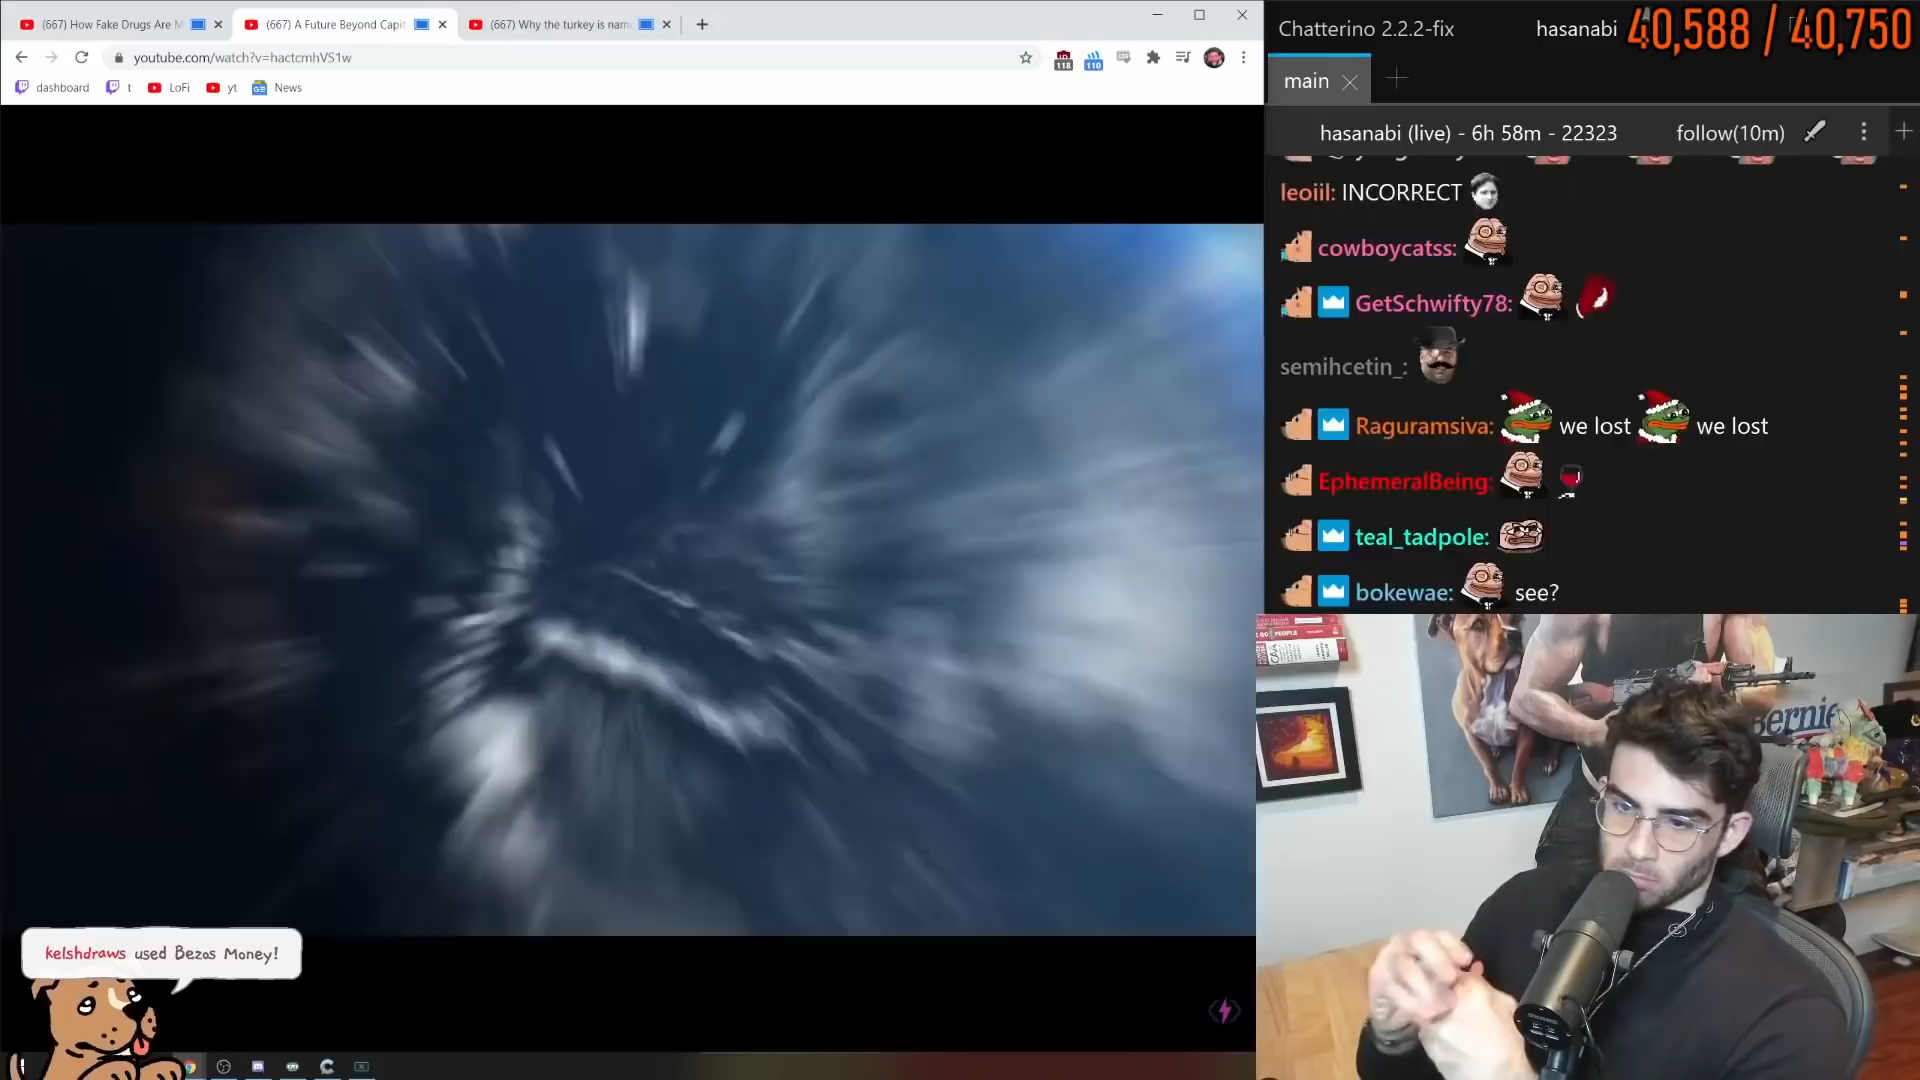 (667) How Fake Drugs Are M
(667) A Future Beyond Capit
(667) Why the turkey is nam
youtube.com/watch?v=hactcmhVS1w
118
110
dashboard
t
LoFi
yt
News
Chatterino 2.2.2-fix
hasanabi
40,588 / 40,750
main
hasanabi (live) - 6h 58m - 22323
follow(10m)
leoiil: INCORRECT
cowboycatss:
GetSchwifty78:
semihcetin_:
Raguramsiva: we lost we lost
EphemeralBeing:
teal_tadpole:
bokewae: see?
PEOPLE
Bernie
kelshdraws used Bezos Money!